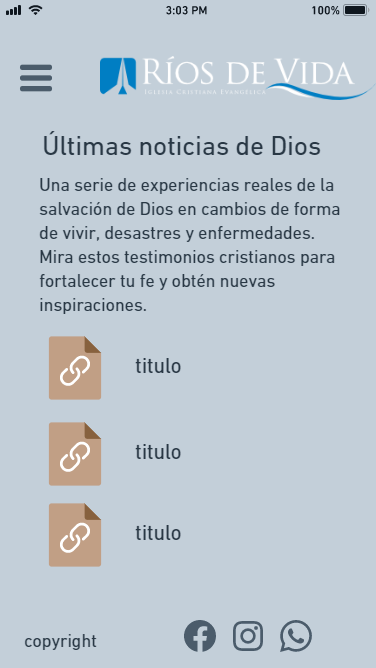 3:03 PM
100%
Ríos de Vida
Iglesia Cristiana Evangélica
Últimas noticias de Dios
Una serie de experiencias reales de la
salvación de Dios en cambios de forma
de vivir, desastres y enfermedades.
Mira estos testimonios cristianos para
fortalecer tu fe y obtén nuevas
inspiraciones.
titulo
titulo
titulo
copyright